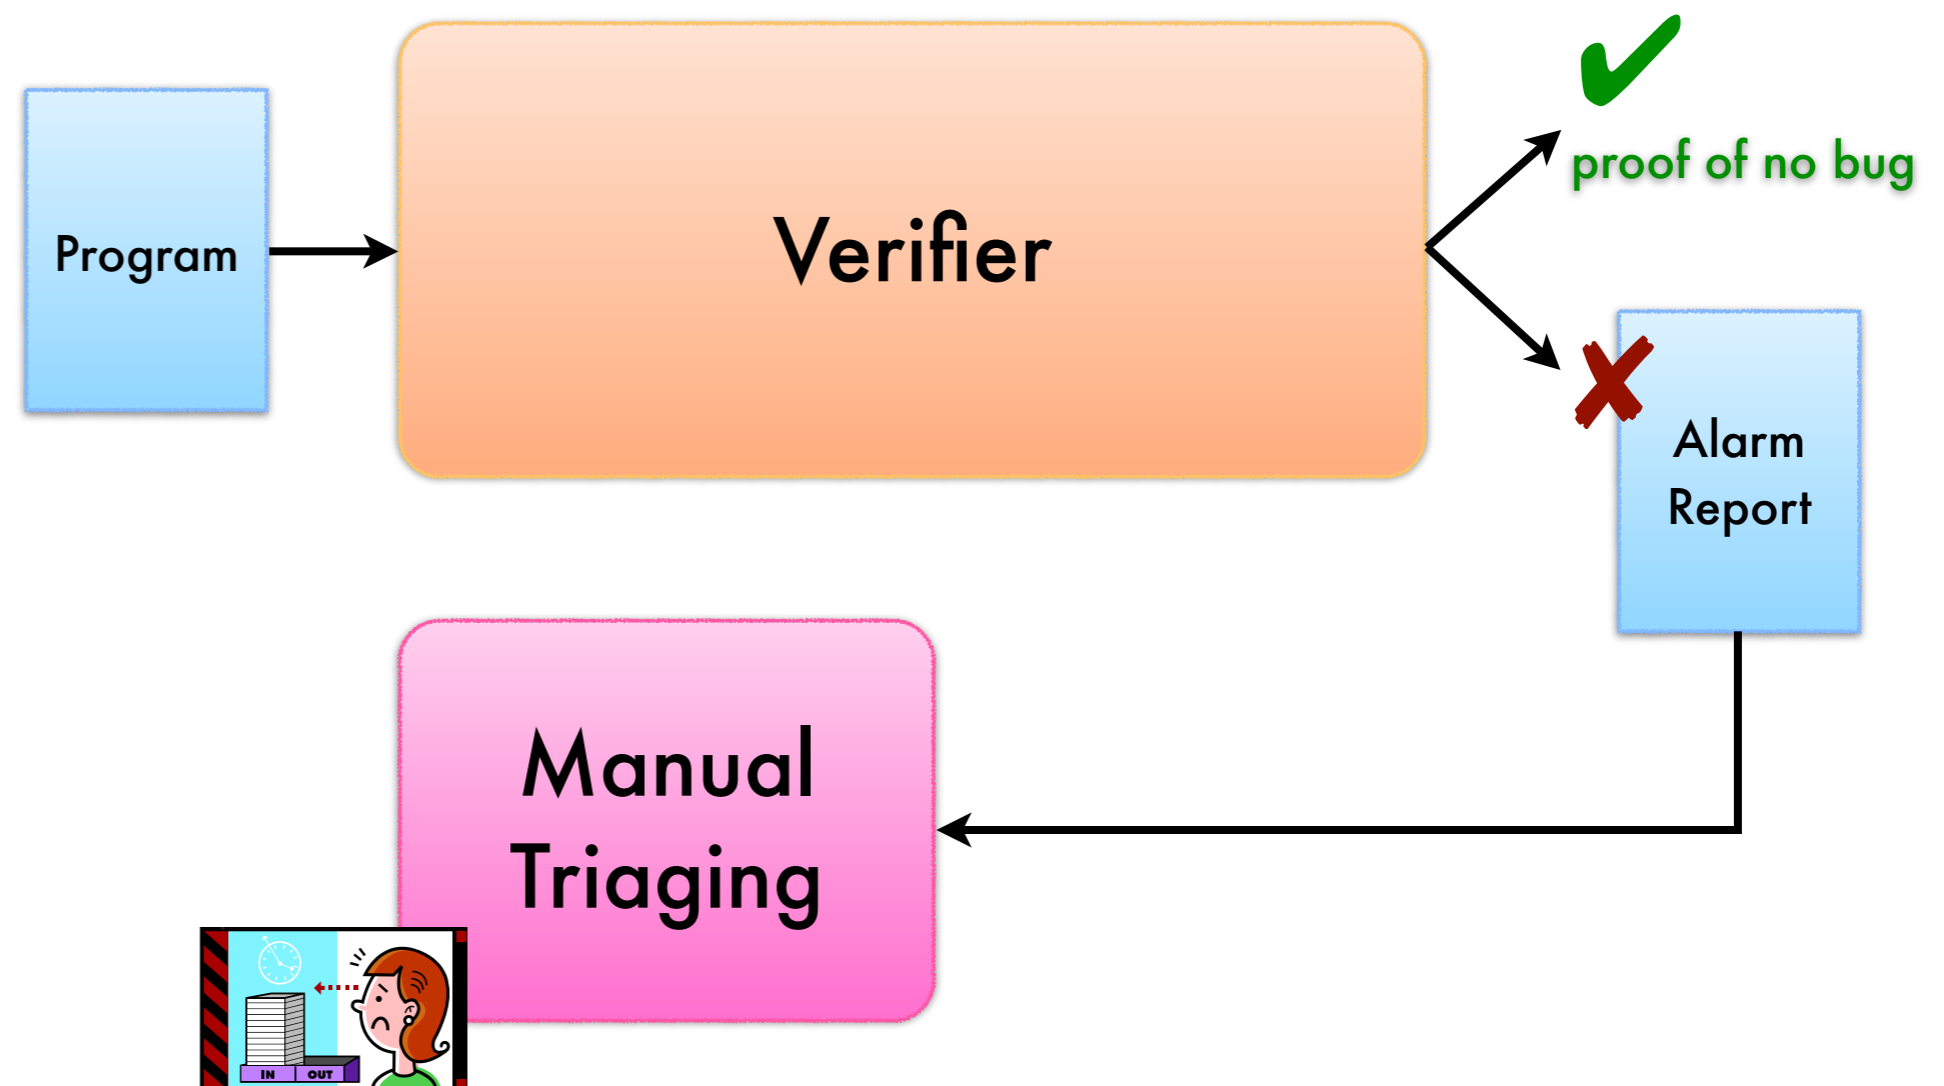 Program
Verifier
proof of no bug
Alarm
Report
Manual
Triaging
IN
OUT